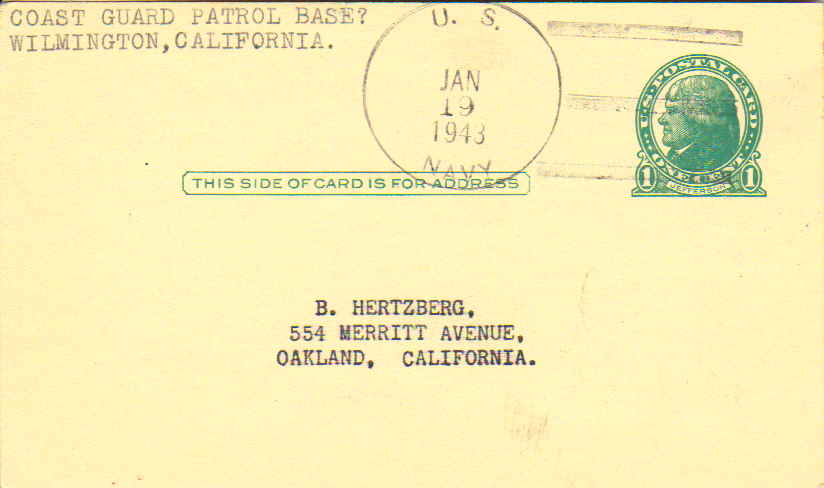 COAST GUARD PATROL BASE?
WILMINGTON,CALIFORNIA.
U. S.
JAN
19
1943
NAVY
U.S. POSTAL CARD
ONE CENT
1 JEFFERSON 1
THIS SIDE OF CARD IS FOR ADDRESS
B. HERTZBERG,
554 MERRITT AVENUE,
OAKLAND, CALIFORNIA.